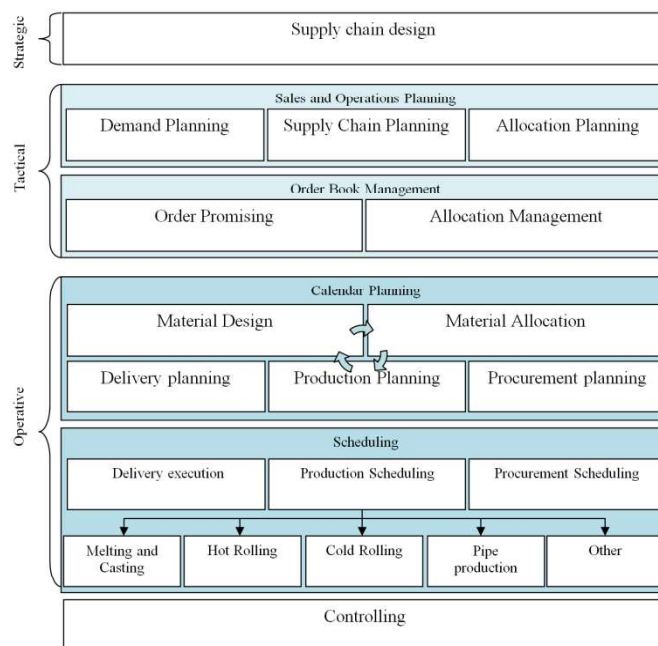 Strategic
Supply chain design
Tactical
Sales and Operations Planning
Demand Planning
Supply Chain Planning
Allocation Planning
Order Book Management
Order Promising
Allocation Management
Operative
Calendar Planning
Material Design
Material Allocation
Delivery planning
Production Planning
Procurement planning
Scheduling
Delivery execution
Production Scheduling
Procurement Scheduling
Melting and
Casting
Hot Rolling
Cold Rolling
Pipe
production
Other
Controlling